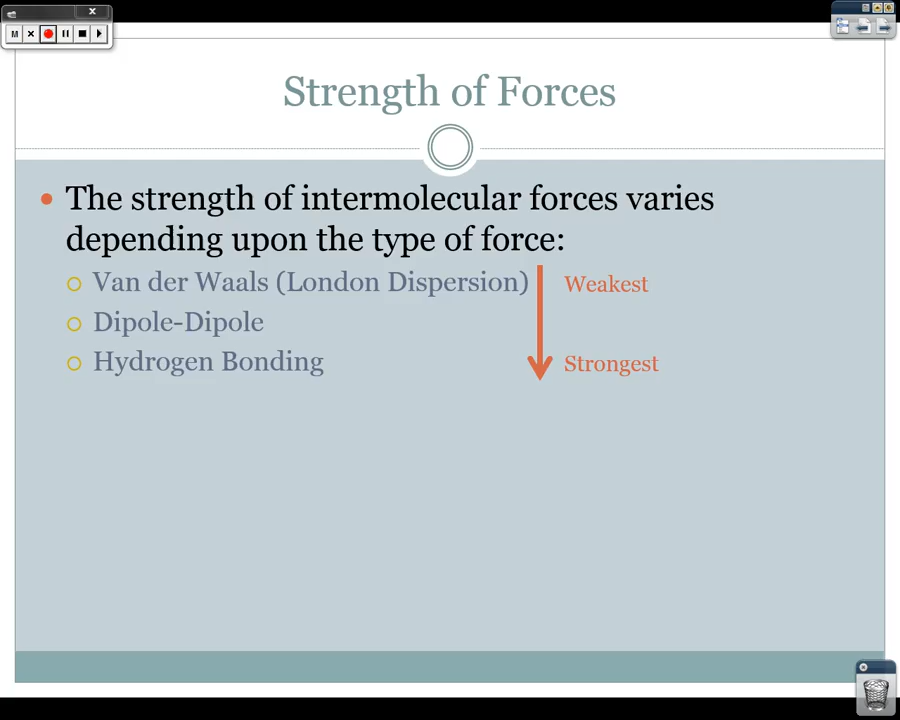 M
Strength of Forces
The strength of intermolecular forces varies
depending upon the type of force:
Van der Waals (London Dispersion)
Weakest
Dipole-Dipole
Hydrogen Bonding
Strongest